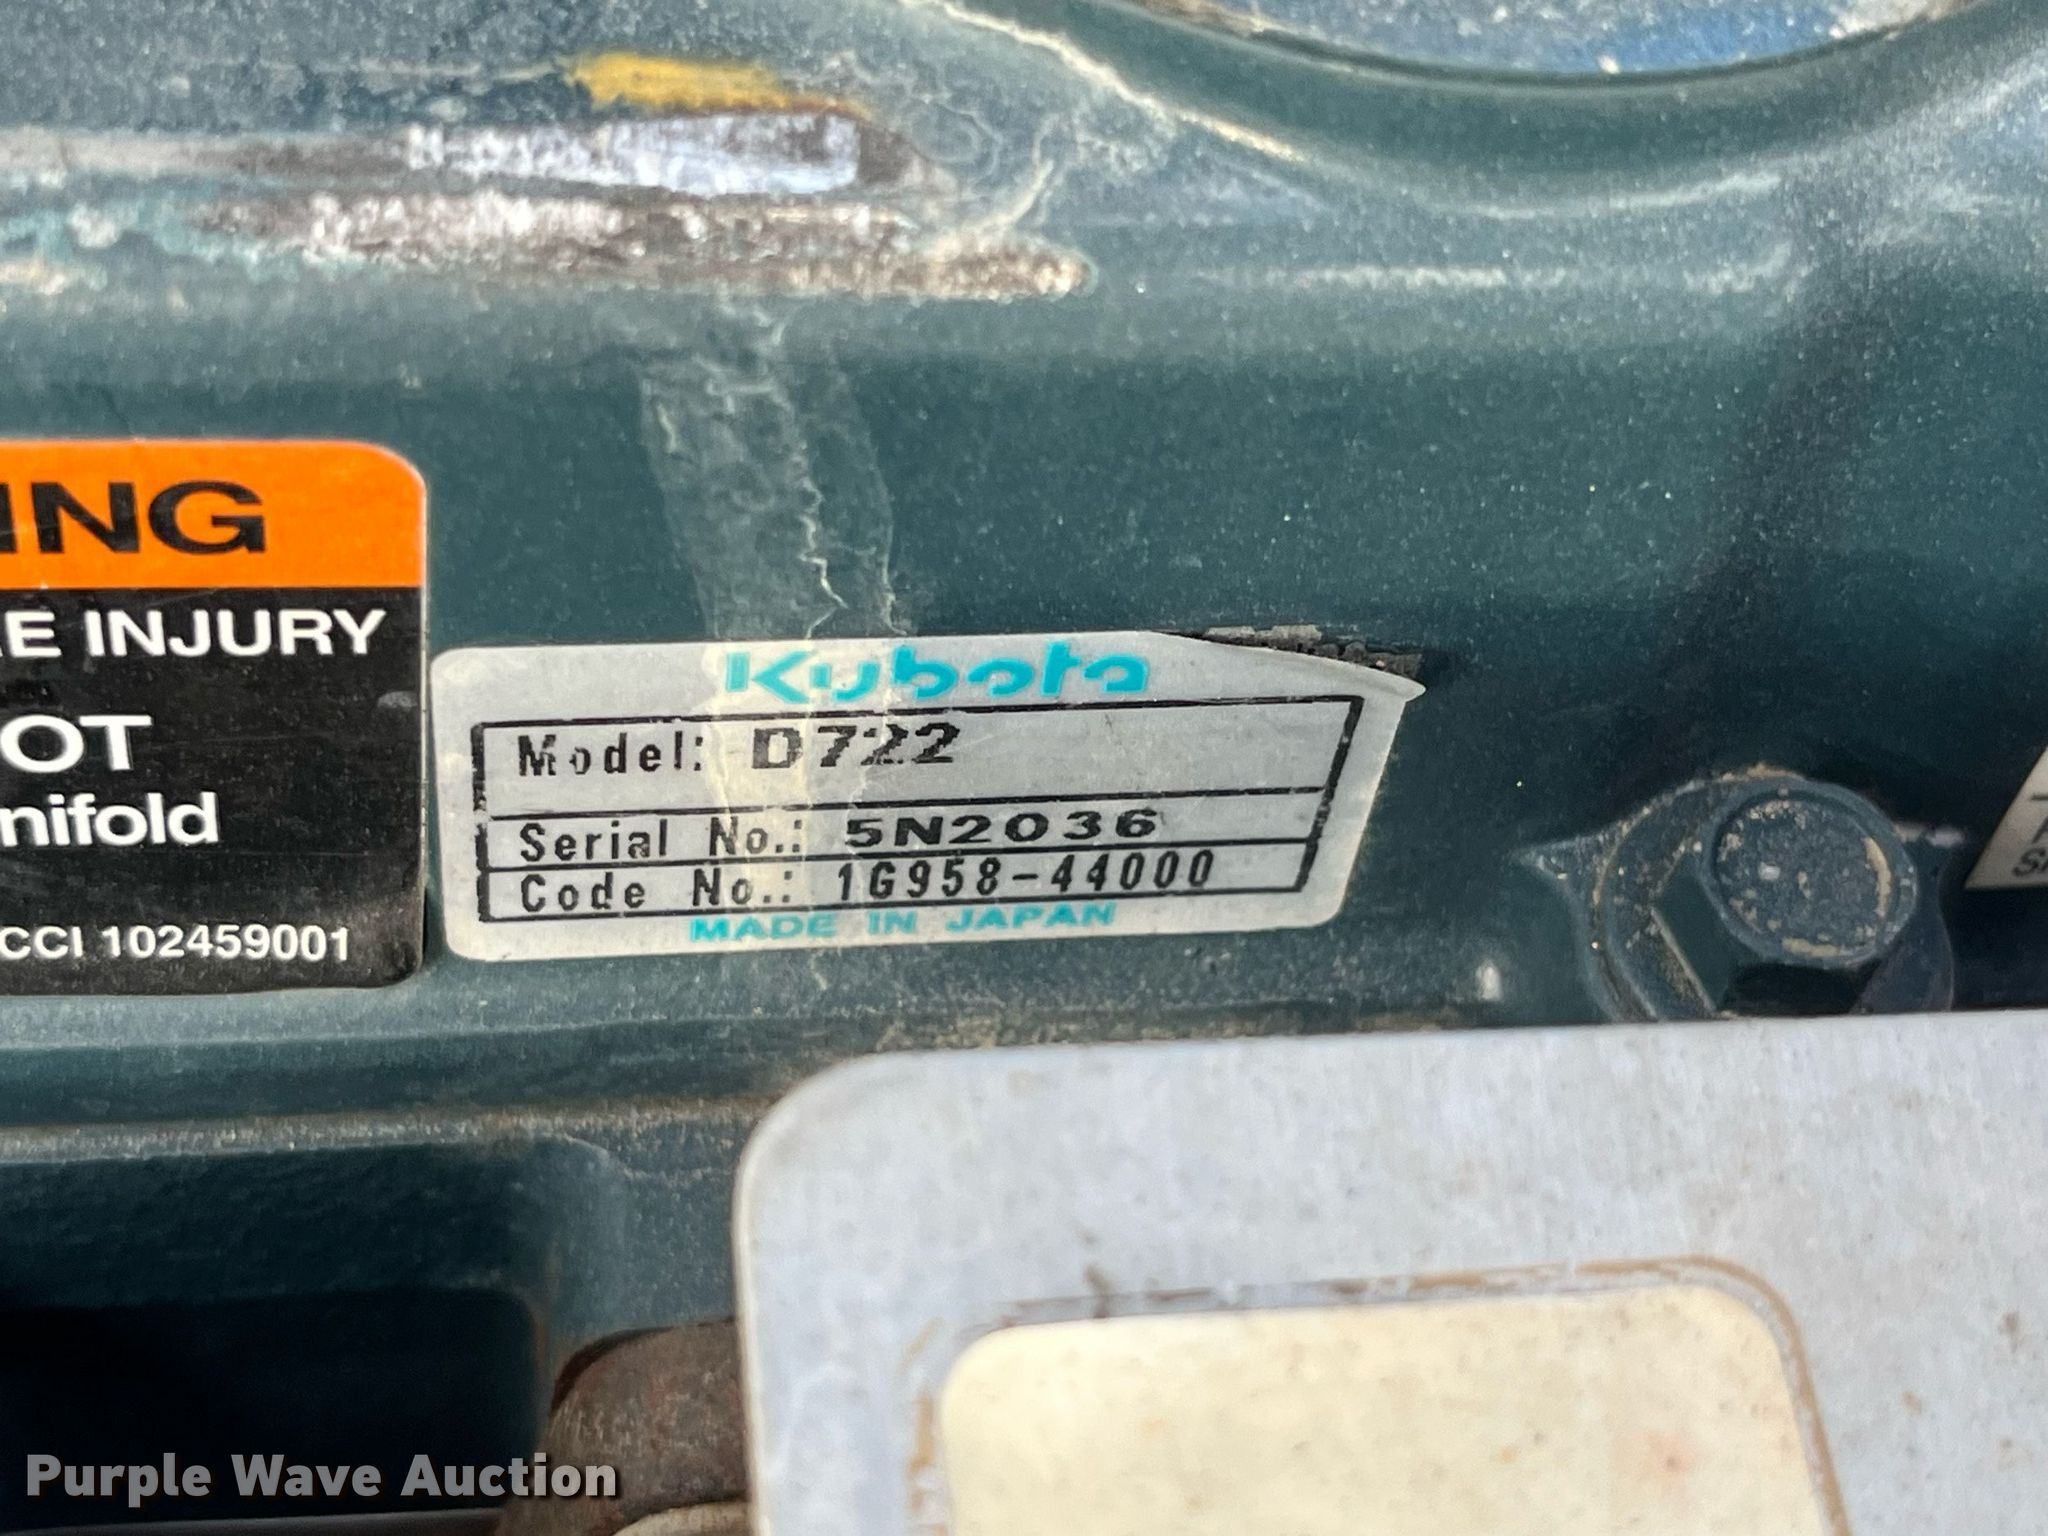 ING
E INJURY
OT
nifold
CCI 102459001
Kubota
Model: D722
Serial No.: 5N2036
Code No.: 1G958-44000
MADE IN JAPAN
Purple Wave Auction